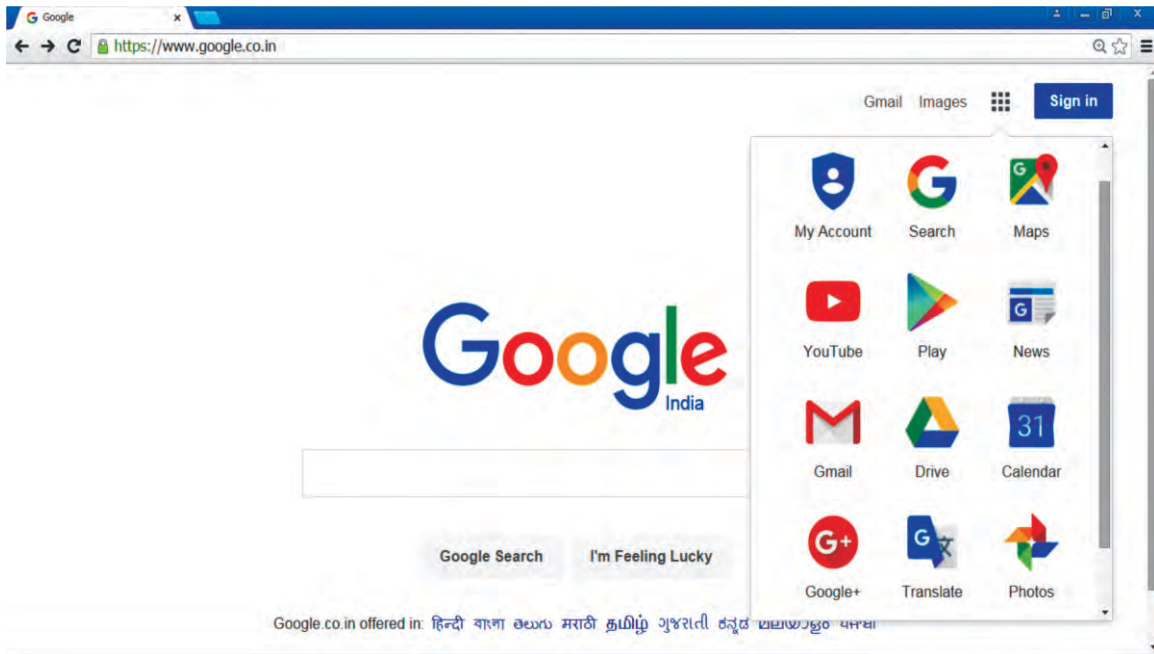 Google
https://www.google.co.in
Gmail Images Sign in
My Account Search Maps
YouTube Play News
Google
India
31
Gmail Drive Calendar
Google Search I'm Feeling Lucky
G+
Google+ Translate Photos
Google.co.in offered in: हिन्दी বাংলা తెలుగు मराठी தமிழ் ગુજરાતી ಕನ್ನಡ